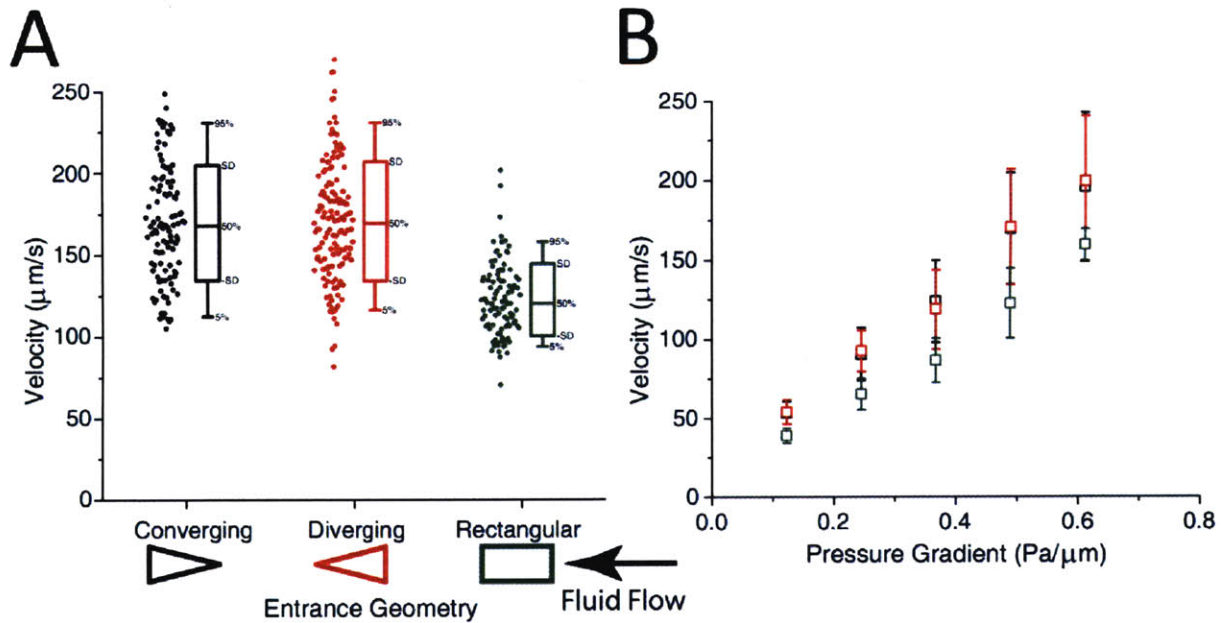 A
Velocity (μm/s)
250
200
150
100
50
0
95%
SD
50%
-SD
5%
95%
SD
50%
-SD
5%
95%
SD
50%
-SD
5%
Converging
Diverging
Rectangular
Entrance Geometry
Fluid Flow
B
Velocity (μm/s)
250
200
150
100
50
0
0.0
0.2
0.4
0.6
0.8
Pressure Gradient (Pa/μm)